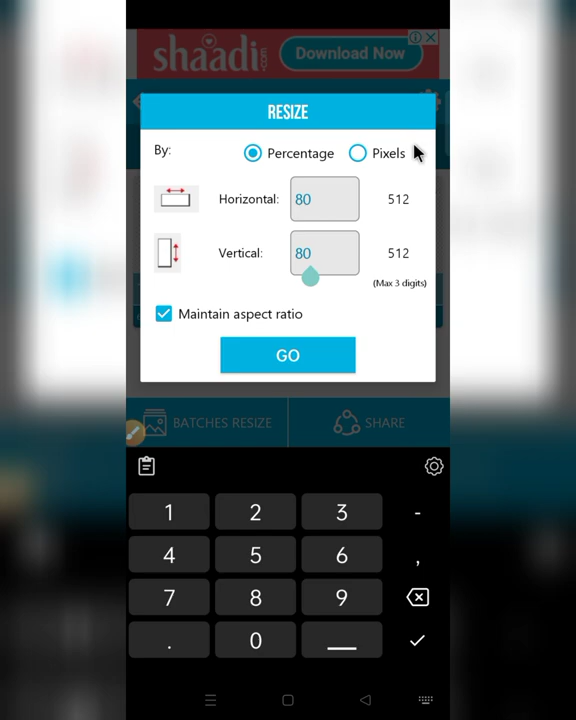 shaadi.com Download Now
RESIZE
By: Percentage Pixels
Horizontal: 80 512
Vertical: 80 512
(Max 3 digits)
Maintain aspect ratio
GO
BATCHES RESIZE SHARE
1 2 3 -
4 5 6 ,
7 8 9
. 0